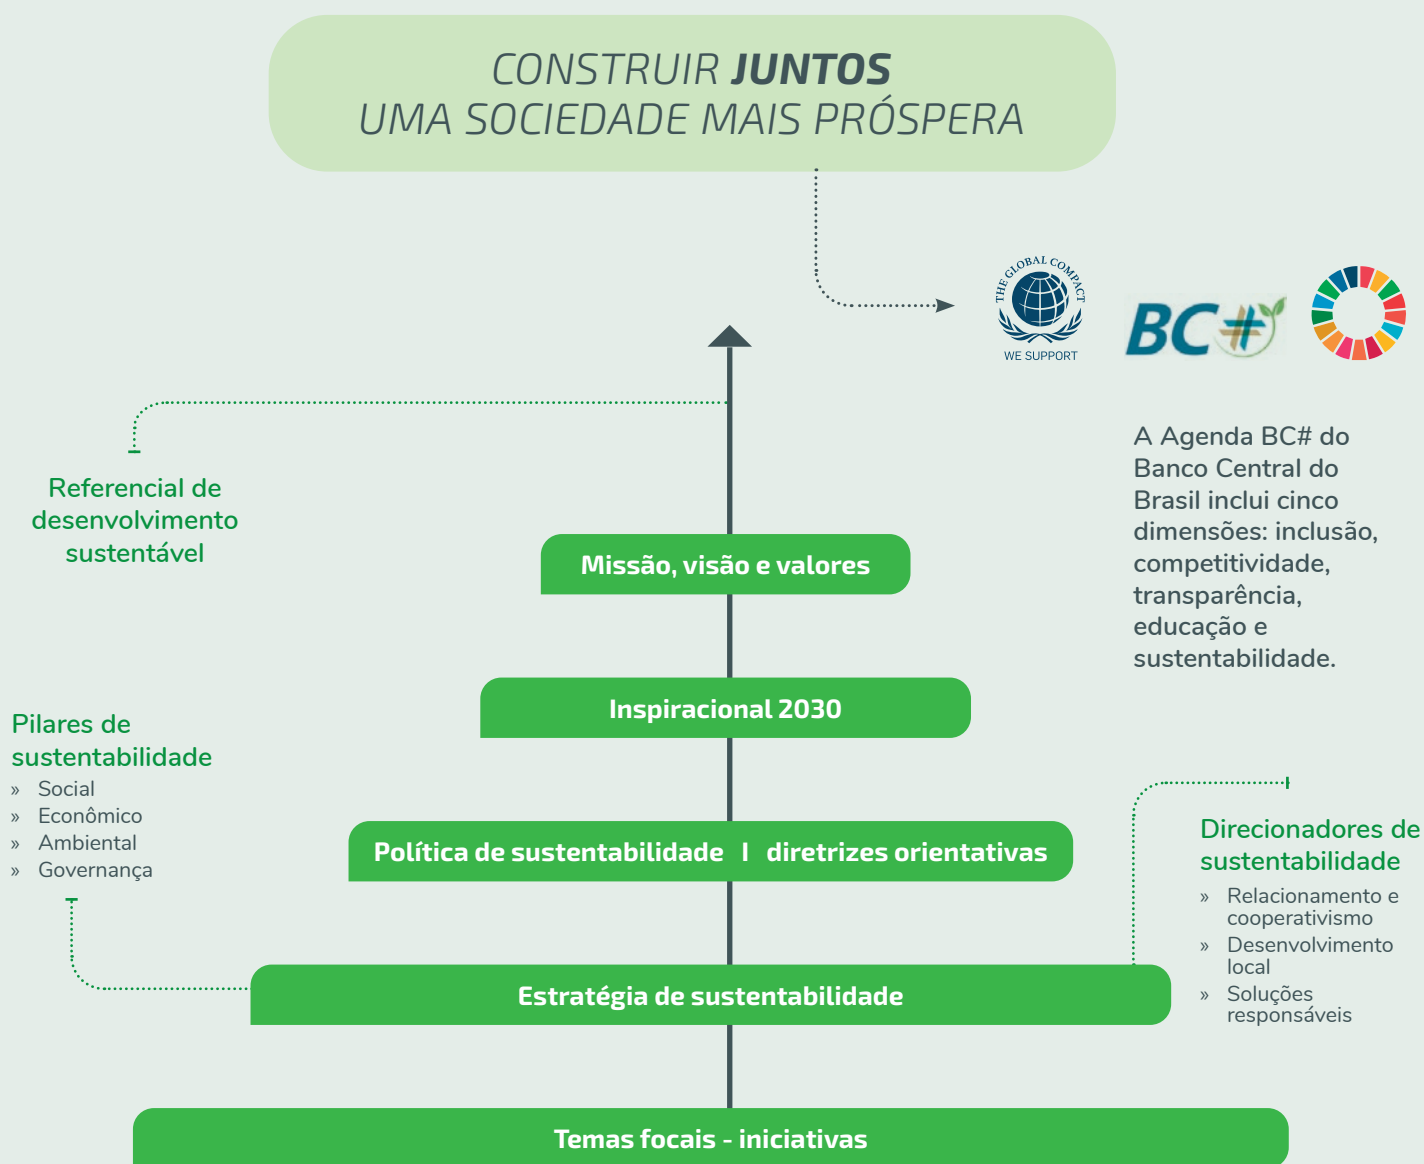 CONSTRUIR JUNTOS
UMA SOCIEDADE MAIS PRÓSPERA
THE GLOBAL COMPACT
WE SUPPORT
BC#
A Agenda BC# do
Banco Central do
Brasil inclui cinco
dimensões: inclusão,
competitividade,
transparência,
educação e
sustentabilidade.
Referencial de
desenvolvimento
sustentável
Missão, visão e valores
Inspiracional 2030
Pilares de
sustentabilidade
» Social
» Econômico
» Ambiental
» Governança
Política de sustentabilidade I diretrizes orientativas
Direcionadores de
sustentabilidade
» Relacionamento e
cooperativismo
» Desenvolvimento
local
» Soluções
responsáveis
Estratégia de sustentabilidade
Temas focais - iniciativas